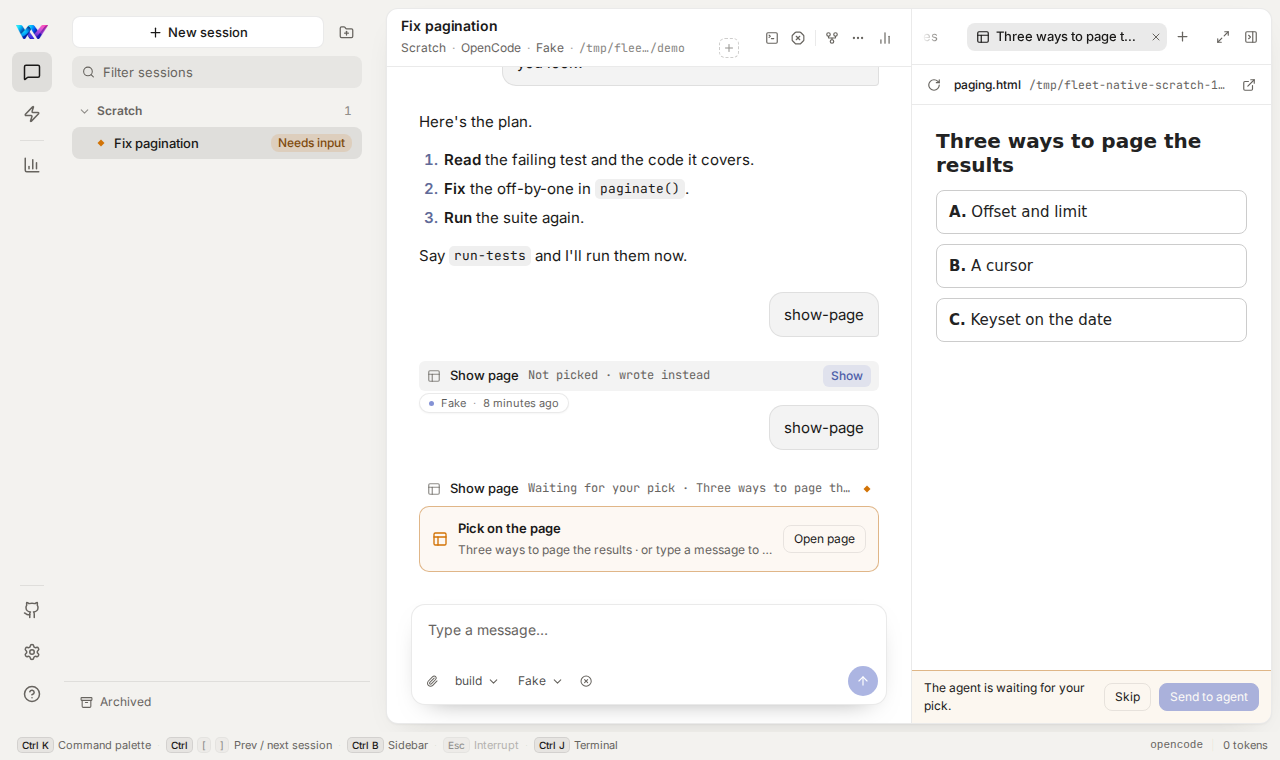 New session
Filter sessions
Scratch 1
Fix pagination Needs input
Archived
Fix pagination
Scratch · OpenCode · Fake · /tmp/flee…/demo
Here's the plan.
1. Read the failing test and the code it covers.
2. Fix the off-by-one in paginate().
3. Run the suite again.
Say run-tests and I'll run them now.
show-page
Show page Not picked · wrote instead Show
Fake · 8 minutes ago
show-page
Show page Waiting for your pick · Three ways to page th…
Pick on the page
Three ways to page the results · or type a message to …
Open page
Type a message...
build Fake
es Three ways to page t…
paging.html /tmp/fleet-native-scratch-1…
Three ways to page the
results
A. Offset and limit
B. A cursor
C. Keyset on the date
The agent is waiting for your
pick.
Skip Send to agent
Ctrl K Command palette Ctrl [ ] Prev / next session Ctrl B Sidebar Esc Interrupt Ctrl J Terminal opencode 0 tokens